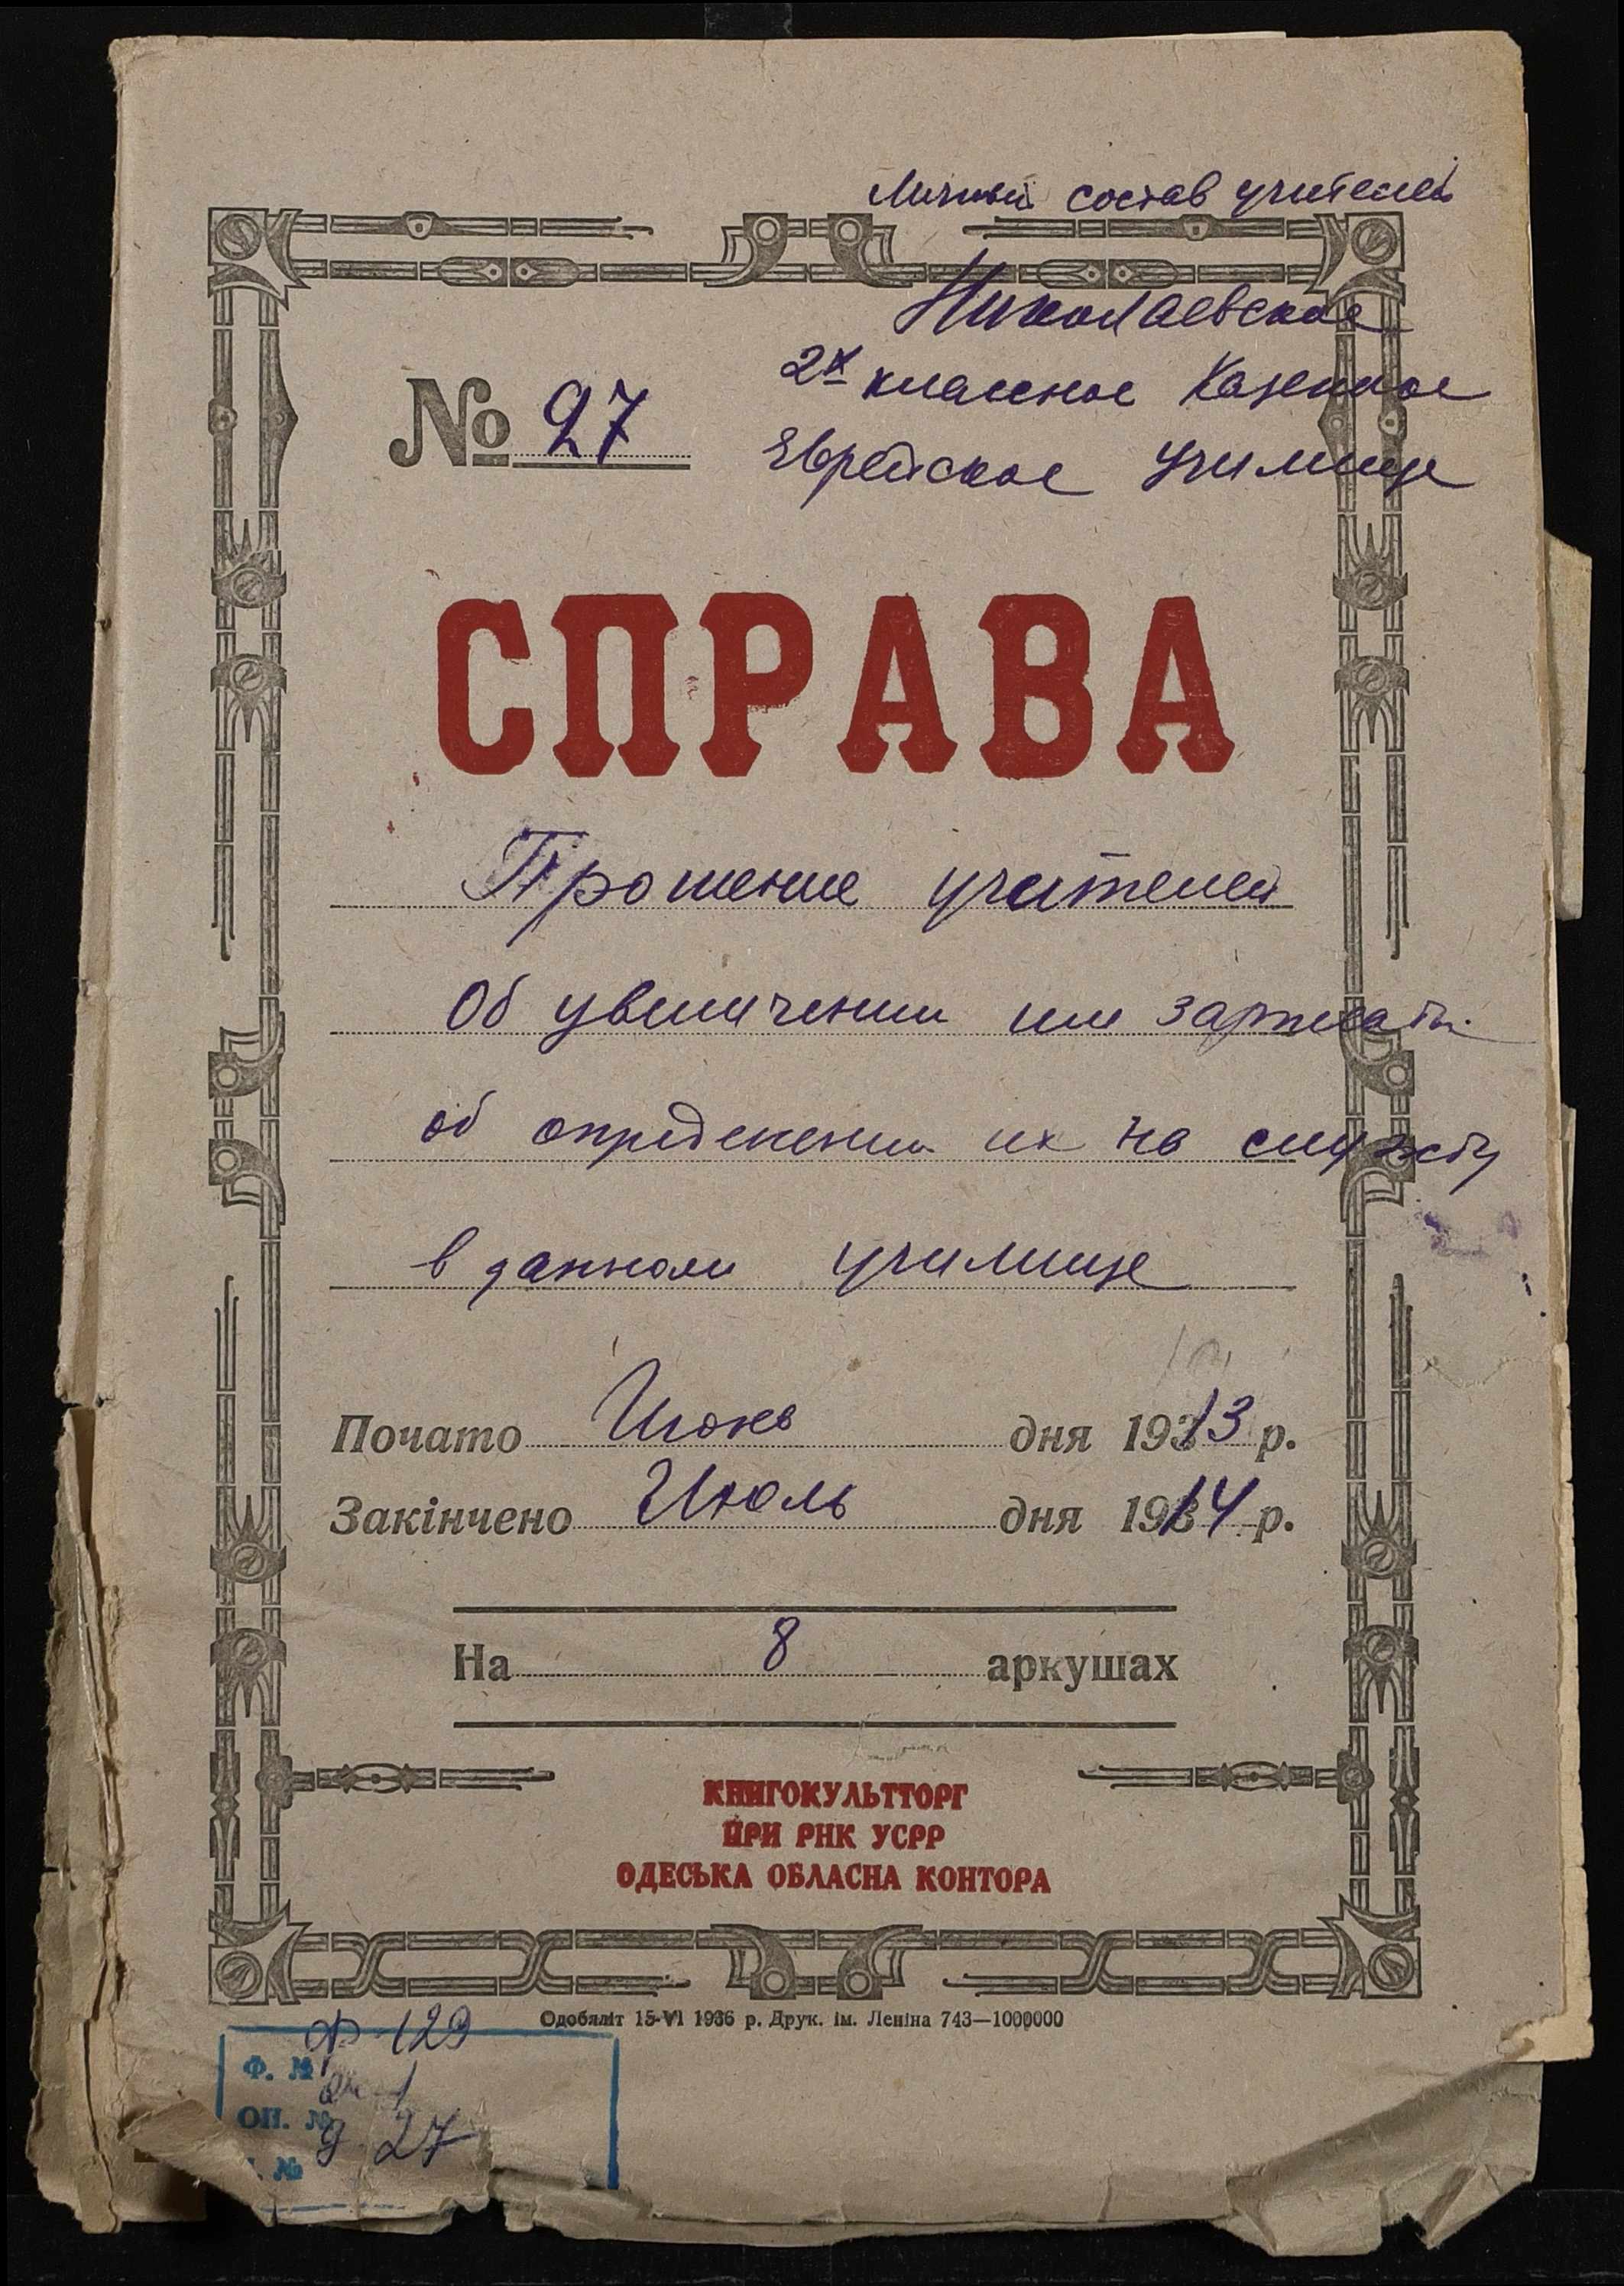 Личный состав учителей
Николаевское
2х классное Казенное
Еврейское училище
№ 27
СПРАВА
Прошение учителей
Об увеличении им зарплаты
об определении их на службу
в данном училище
Почато Июнь дня 1913 р.
Закінчено Июль дня 1914 р.
На 8 аркушах
КНИГОКУЛЬТТОРГ
ПРИ РНК УСРР
ОДЕСЬКА ОБЛАСНА КОНТОРА
Одобяліт 15-VI 1936 р. Друк. ім. Леніна 743—1000000
Ф 129
Ф. №
оп 1
ОП. №
д 27
№